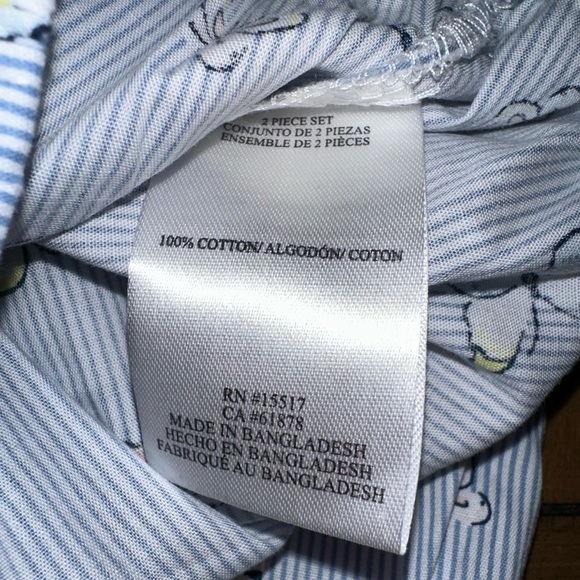 2 PIECE SET
CONJUNTO DE 2 PIEZAS
ENSEMBLE DE 2 PIÈCES
100% COTTON/ ALGODÓN/ COTON
RN #15517
CA #61878
MADE IN BANGLADESH
HECHO EN BANGLADESH
FABRIQUÉ AU BANGLADESH